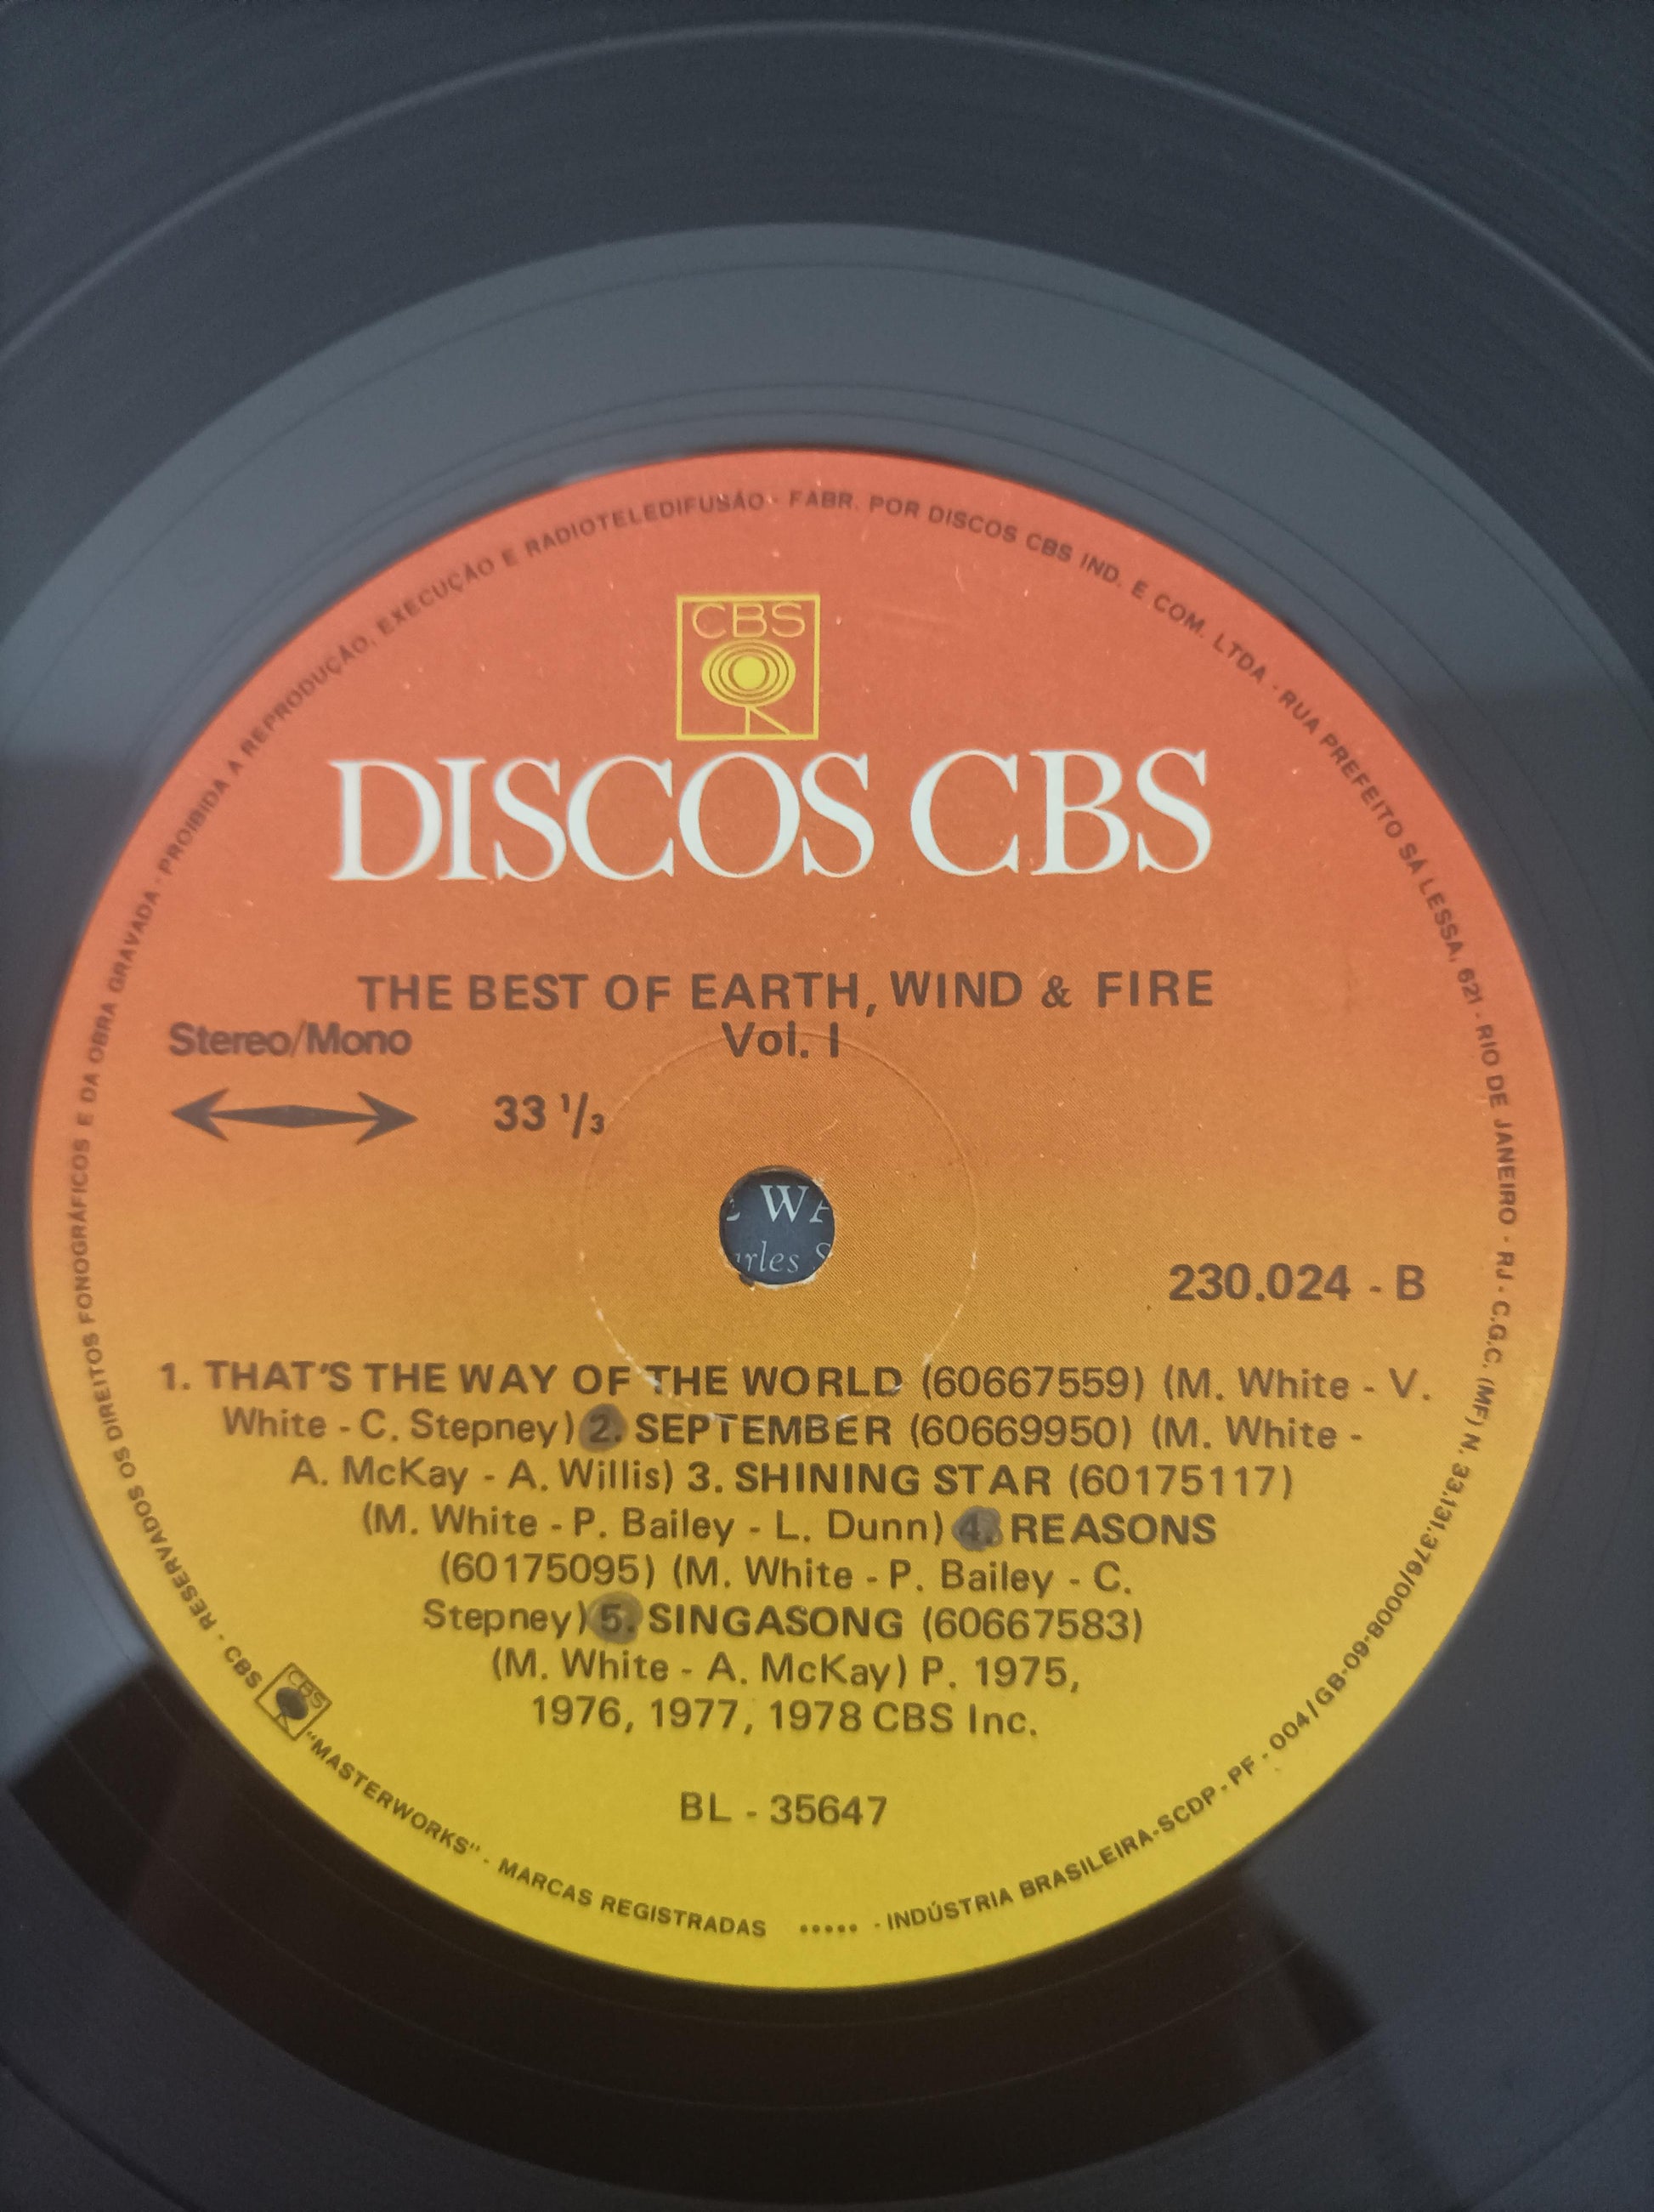 CBS
DISCOS CBS
THE BEST OF EARTH, WIND & FIRE
Vol. I
Stereo/Mono
33 1/3
W
rles S
230.024 - B
1. THAT'S THE WAY OF THE WORLD (60667559) (M. White - V.
White - C. Stepney) 2. SEPTEMBER (60669950) (M. White -
A. McKay - A. Willis) 3. SHINING STAR (60175117)
(M. White - P. Bailey - L. Dunn) 4. REASONS
(60175095) (M. White - P. Bailey - C.
Stepney) 5. SINGASONG (60667583)
(M. White - A. McKay) P. 1975,
1976, 1977, 1978 CBS Inc.
BL - 35647
CBS CBS "MASTERWORKS" - MARCAS REGISTRADAS ..... - INDÚSTRIA BRASILEIRA-SCDP-PF - 004/GB-
RESERVADOS OS DIREITOS FONOGRÁFICOS E DA OBRA GRAVADA - PROIBIDA A REPRODUÇÃO, EXECUÇÃO E RADIOTELEDIFUSÃO - FABR. POR DISCOS CBS IND. E COM. LTDA - RUA PREFEITO SÁ LESSA, 621 - RIO DE JANEIRO - RJ - C.G.C. (MF) N. 33.131.376/0001-09-8000